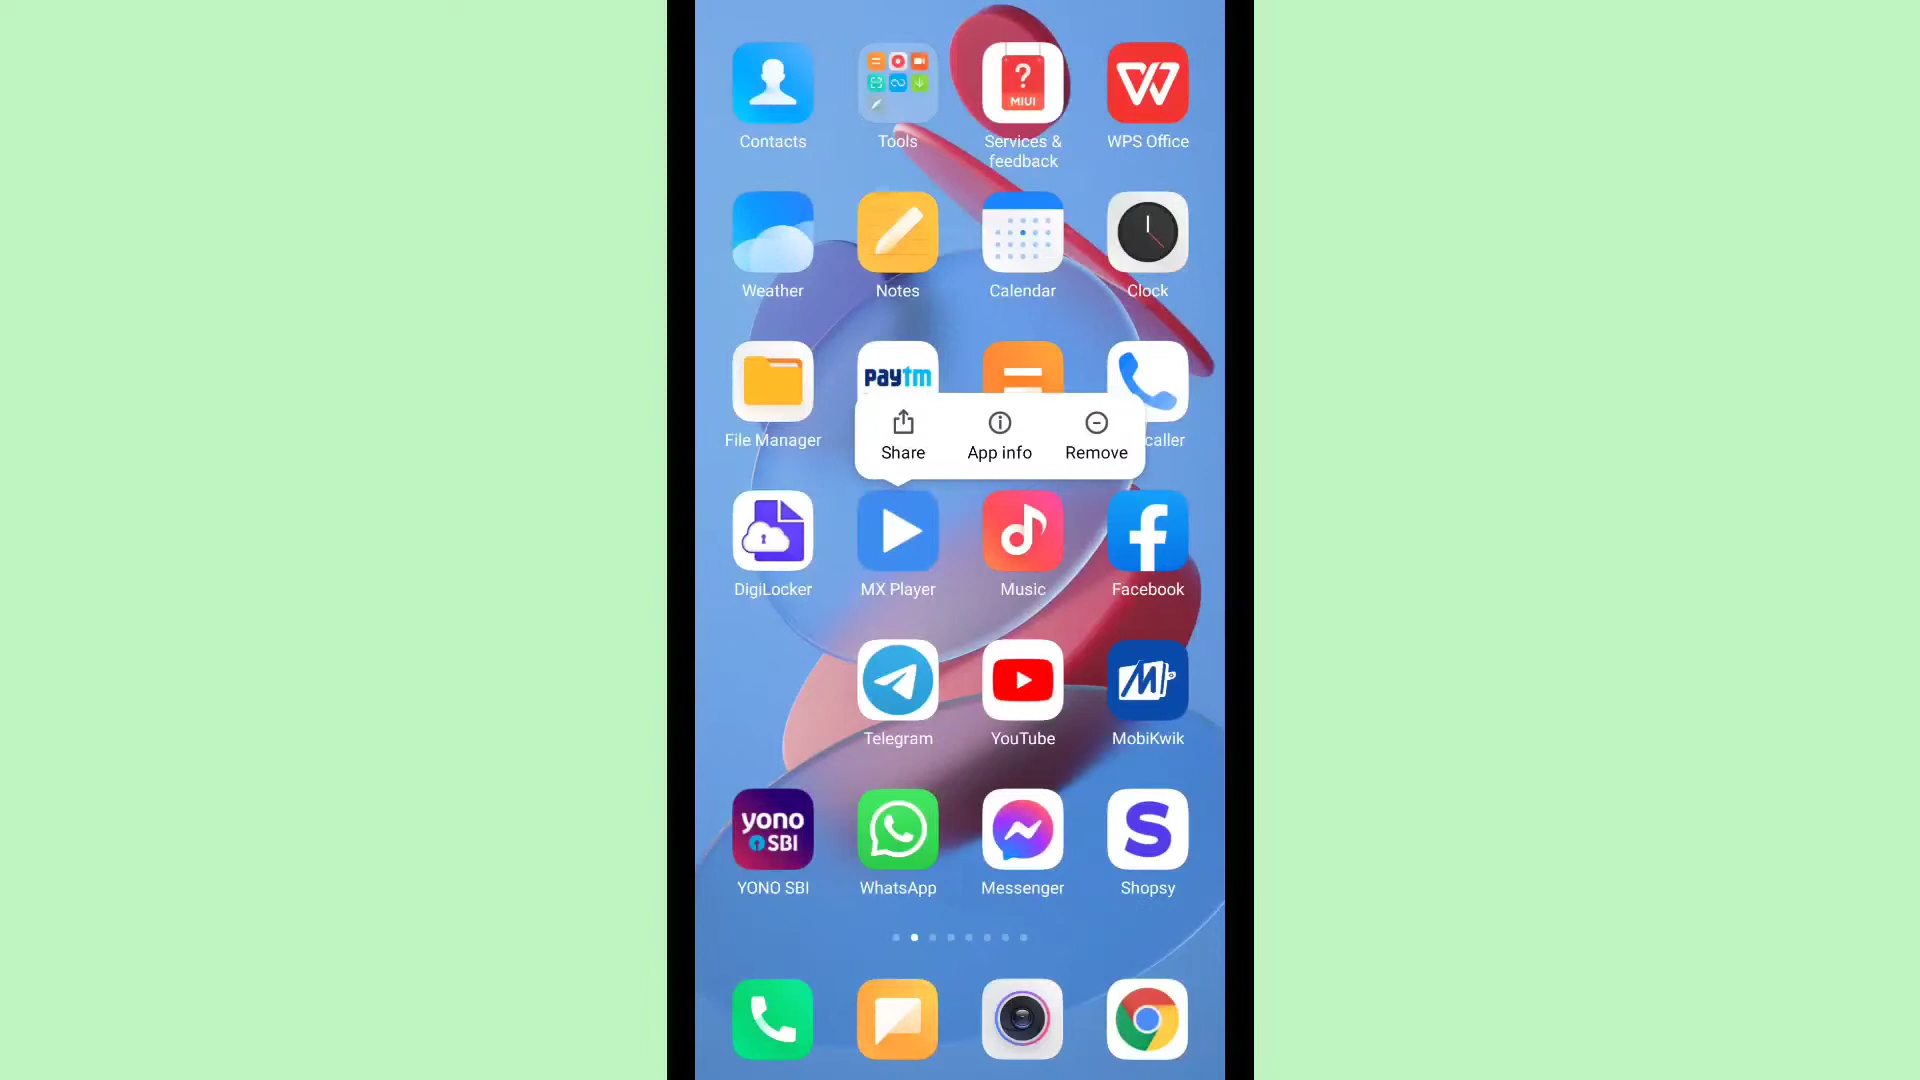 ?
MIUI
Contacts
Tools
Services &
feedback
WPS Office
Weather
Notes
Calendar
Clock
paytm
File Manager
caller
Share
App info
Remove
DigiLocker
MX Player
Music
Facebook
Telegram
YouTube
MobiKwik
yono
SBI
YONO SBI
WhatsApp
Messenger
S
Shopsy